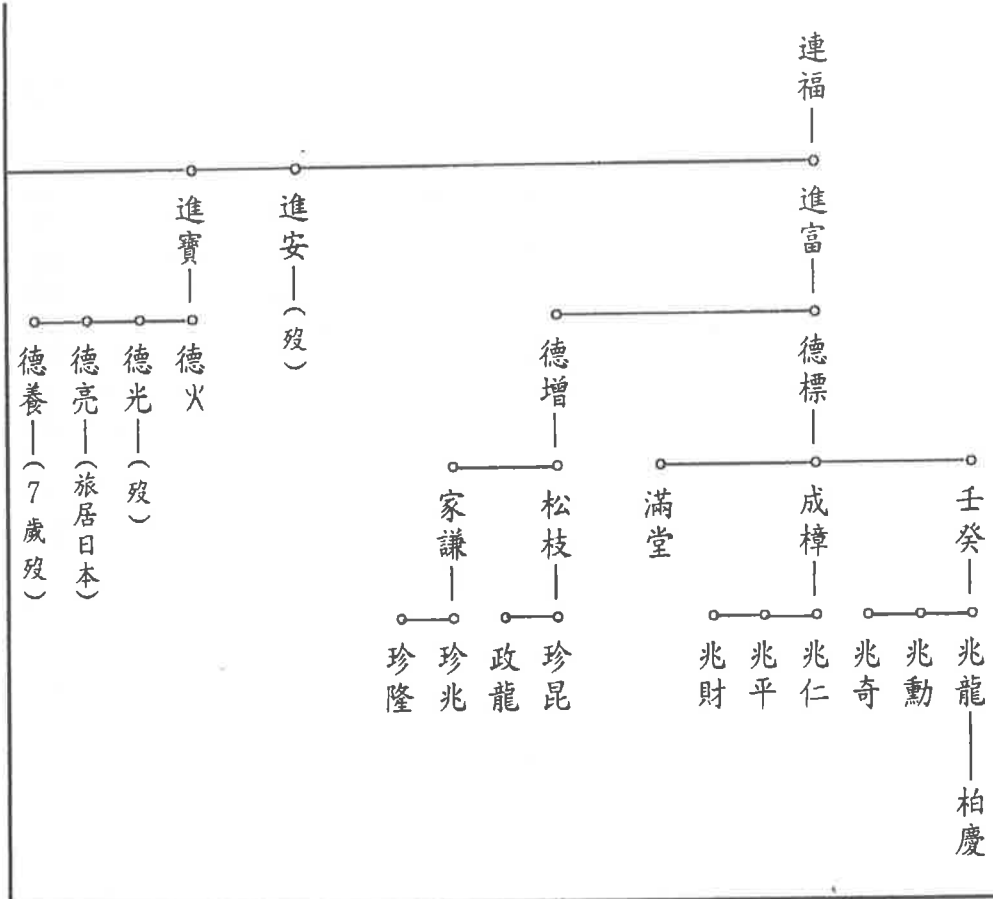 連福
進富
進安(歿)
進寶
德標
德增
德火
德光(歿)
德亮(旅居日本)
德養(7歲歿)
壬癸
成樟
滿堂
松枝
家謙
兆龍
兆勳
兆奇
兆仁
兆平
兆財
珍昆
政龍
珍兆
珍隆
柏慶